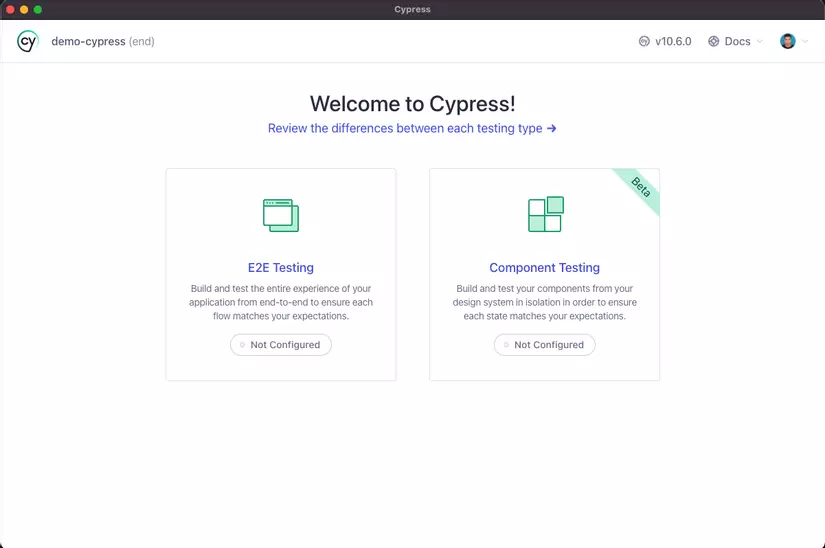 Cypress
cy demo-cypress (end) v10.6.0 Docs
Welcome to Cypress!
Review the differences between each testing type →
Beta
E2E Testing
Build and test the entire experience of your
application from end-to-end to ensure each
flow matches your expectations.
Not Configured
Component Testing
Build and test your components from your
design system in isolation in order to ensure
each state matches your expectations.
Not Configured